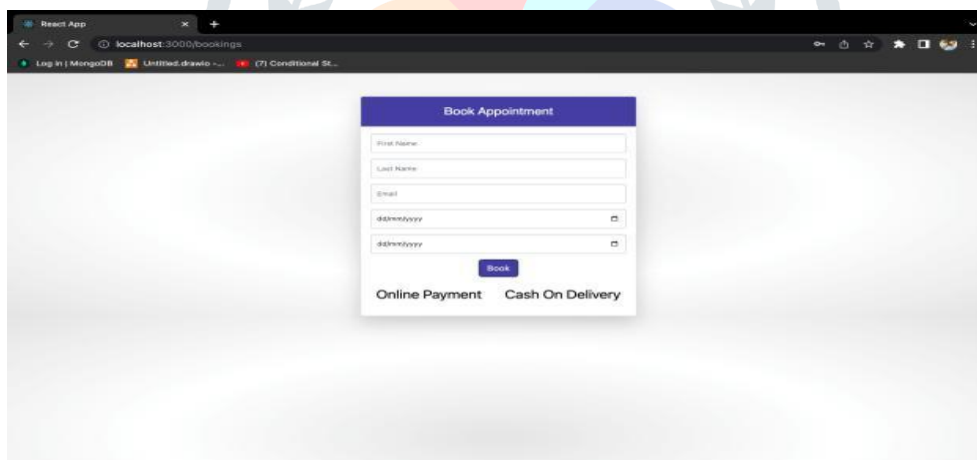 React App
localhost:3000/bookings
Log in | MongoDB Untitled.drawio -... (7) Conditional St...
Book Appointment
First Name
Last Name
Email
dd/mm/yyyy
dd/mm/yyyy
Book
Online Payment Cash On Delivery